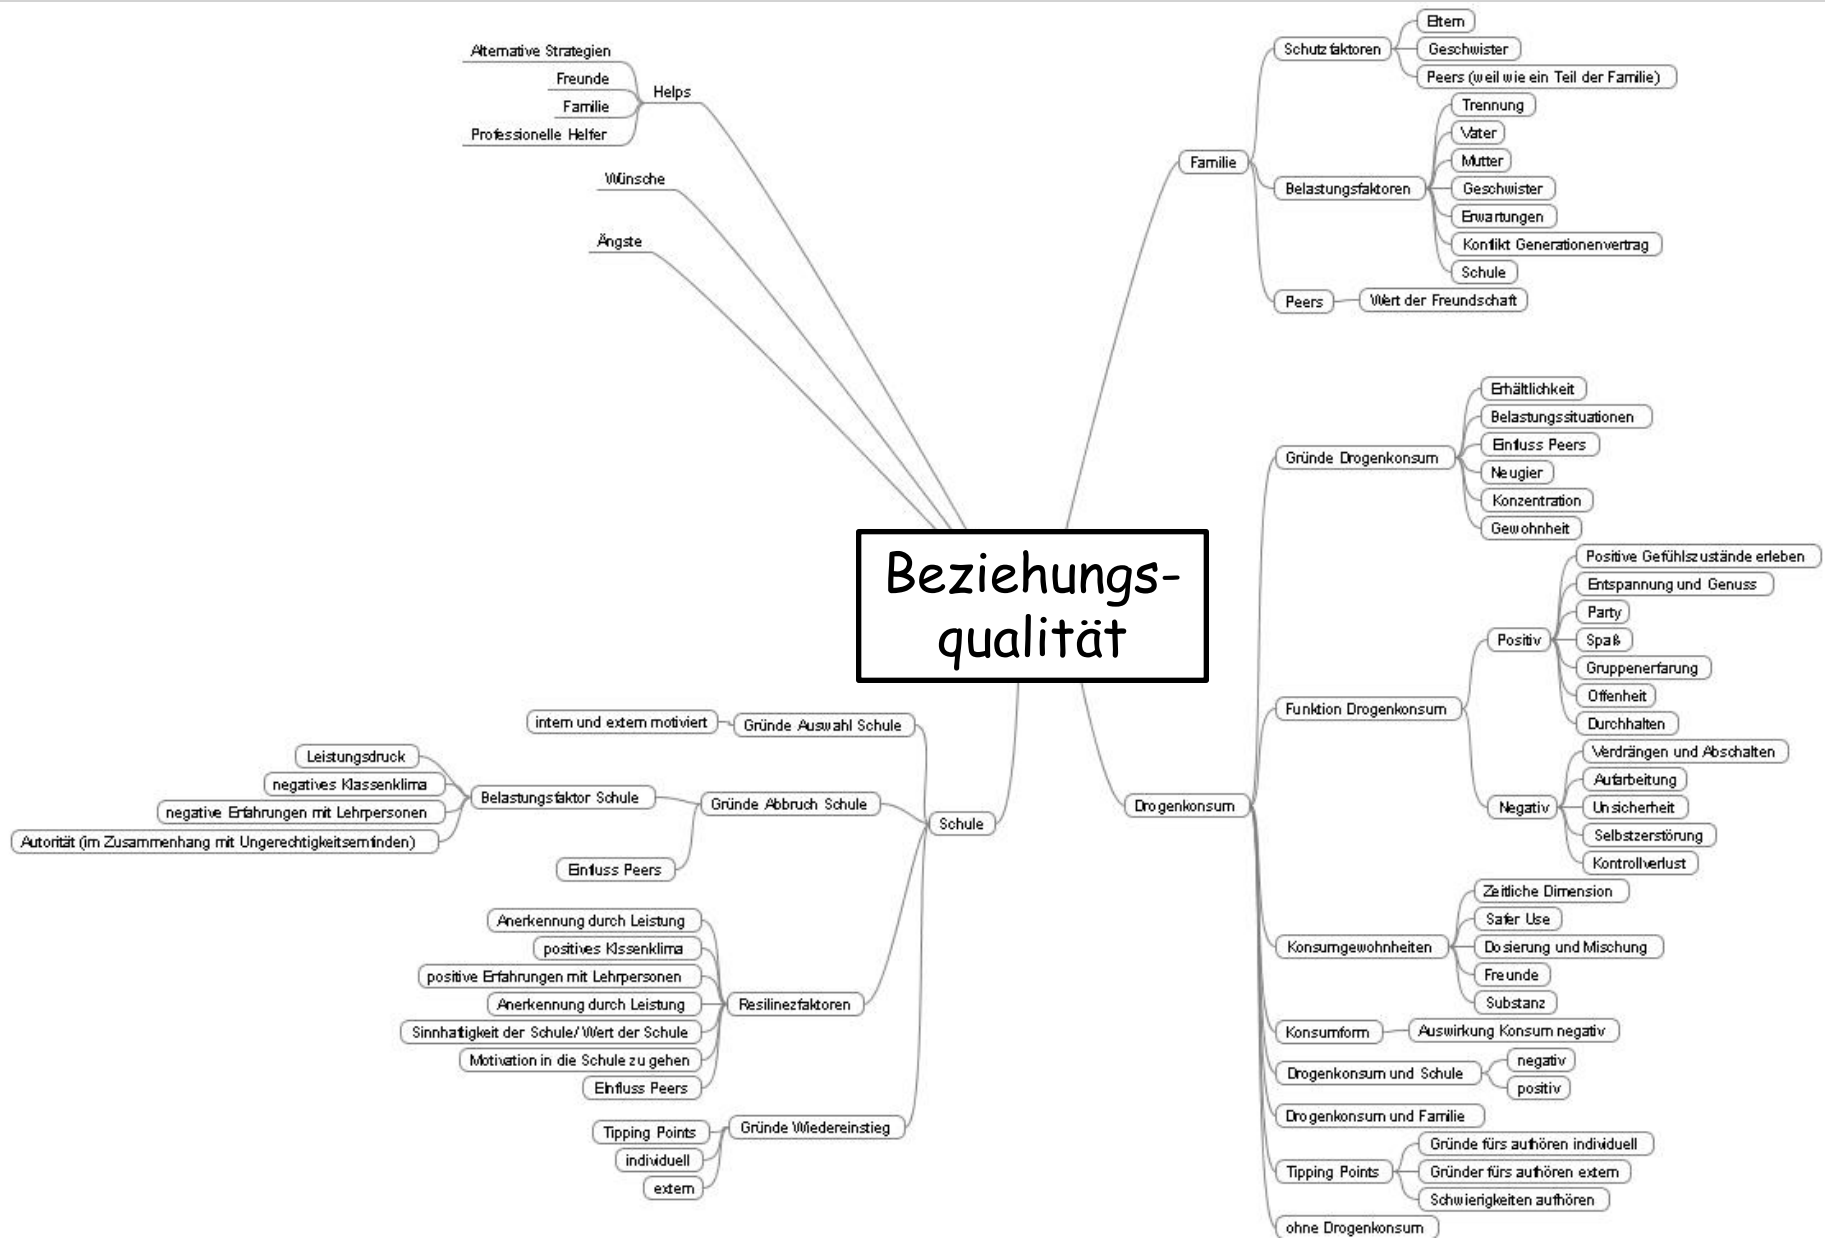 Alternative Strategien
Freunde
Familie
Professionelle Helfer
Helps
Wünsche
Ängste
Familie
Schutzfaktoren
Eltern
Geschwister
Peers (weil wie ein Teil der Familie)
Belastungsfaktoren
Trennung
Vater
Mutter
Geschwister
Erwartungen
Konflikt Generationenvertrag
Schule
Peers
Wert der Freundschaft
Beziehungs-
qualität
Drogenkonsum
Gründe Drogenkonsum
Erhältlichkeit
Belastungssituationen
Einfluss Peers
Neugier
Konzentration
Gewohnheit
Funktion Drogenkonsum
Positiv
Positive Gefühlszustände erleben
Entspannung und Genuss
Party
Spaß
Gruppenerfarung
Offenheit
Durchhalten
Negativ
Verdrängen und Abschalten
Aufarbeitung
Unsicherheit
Selbstzerstörung
Kontrollverlust
Konsumgewohnheiten
Zeitliche Dimension
Safer Use
Dosierung und Mischung
Freunde
Substanz
Konsumform
Auswirkung Konsum negativ
Drogenkonsum und Schule
negativ
positiv
Drogenkonsum und Familie
Tipping Points
Gründe fürs aufhören individuell
Gründer fürs aufhören extern
Schwierigkeiten aufhören
ohne Drogenkonsum
Schule
Gründe Auswahl Schule
intern und extern motiviert
Gründe Abbruch Schule
Belastungsfaktor Schule
Leistungsdruck
negatives Klassenklima
negative Erfahrungen mit Lehrpersonen
Autorität (im Zusammenhang mit Ungerechtigkeitsemfinden)
Einfluss Peers
Resilinezfaktoren
Anerkennung durch Leistung
positives Klssenklima
positive Erfahrungen mit Lehrpersonen
Anerkennung durch Leistung
Sinnhaftigkeit der Schule/ Wert der Schule
Motivation in die Schule zu gehen
EInfluss Peers
Gründe Wiedereinstieg
Tipping Points
individuell
extern